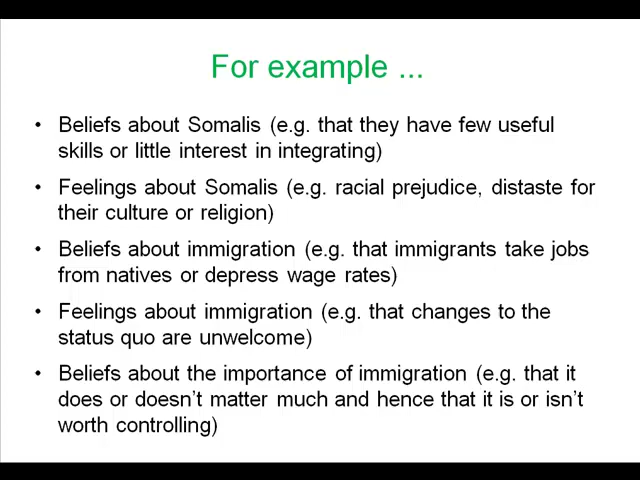 For example ...
• Beliefs about Somalis (e.g. that they have few useful
skills or little interest in integrating)
• Feelings about Somalis (e.g. racial prejudice, distaste for
their culture or religion)
• Beliefs about immigration (e.g. that immigrants take jobs
from natives or depress wage rates)
• Feelings about immigration (e.g. that changes to the
status quo are unwelcome)
• Beliefs about the importance of immigration (e.g. that it
does or doesn’t matter much and hence that it is or isn’t
worth controlling)